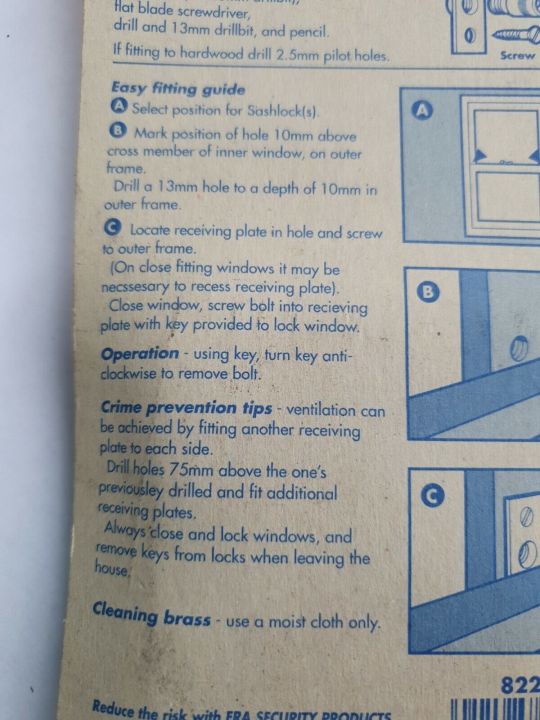 flat blade screwdriver,
drill and 13mm drillbit, and pencil.
If fitting to hardwood drill 2.5mm pilot holes.
Screw
Easy fitting guide
A Select position for Sashlock(s).
B Mark position of hole 10mm above
cross member of inner window, on outer
frame.
Drill a 13mm hole to a depth of 10mm in
outer frame.
C Locate receiving plate in hole and screw
to outer frame.
(On close fitting windows it may be
necssesary to recess receiving plate).
Close window, screw bolt into recieving
plate with key provided to lock window.
Operation - using key, turn key anti-
clockwise to remove bolt.
Crime prevention tips - ventilation can
be achieved by fitting another receiving
plate to each side.
Drill holes 75mm above the one's
previousley drilled and fit additional
receiving plates.
Always close and lock windows, and
remove keys from locks when leaving the
house.
Cleaning brass - use a moist cloth only.
Reduce the risk with ERA SECURITY PRODUCTS
A
B
C
822